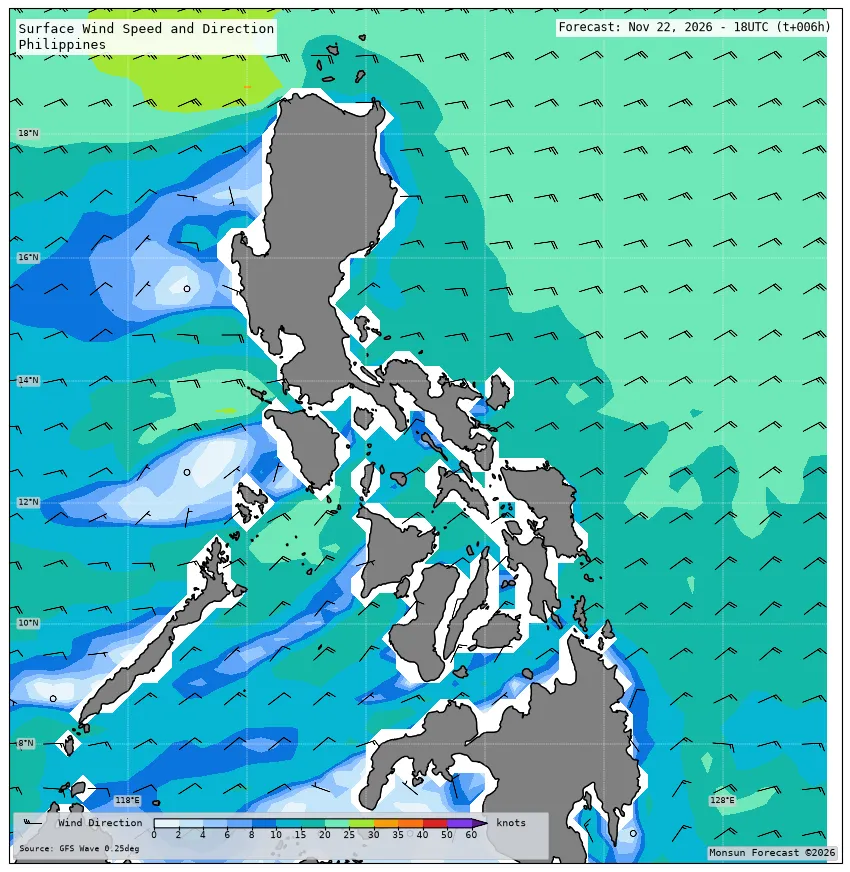 Surface Wind Speed and Direction
Philippines
Forecast: Nov 22, 2026 - 18UTC (t+006h)
18°N
16°N
14°N
12°N
10°N
8°N
118°E
128°E
Wind Direction
0 2 4 6 8 10 15 20 25 30 35 40 50 60
knots
Source: GFS Wave 0.25deg
Monsun Forecast ©2026